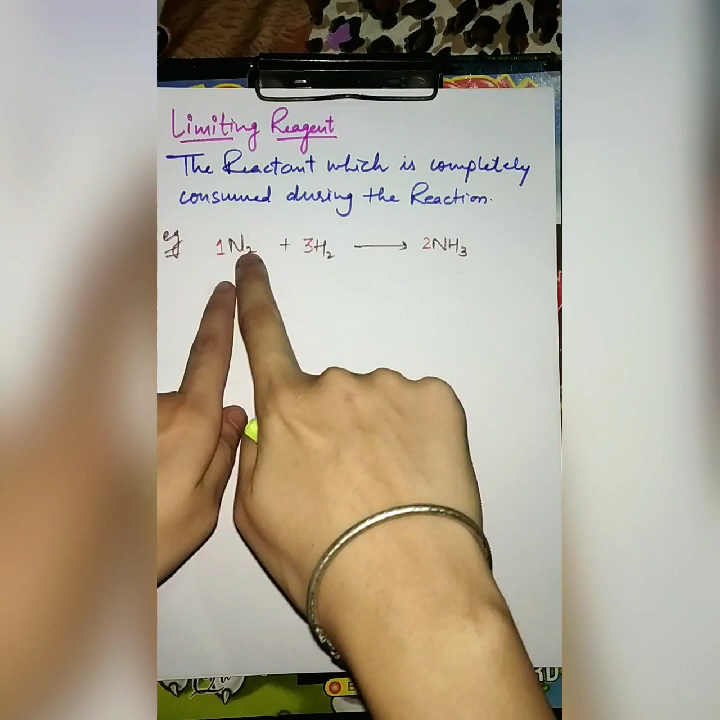 Limiting Reagent
The Reactant which is completely
consumed during the Reaction.
eg 1N₂ + 3H₂ ⟶ 2NH₃